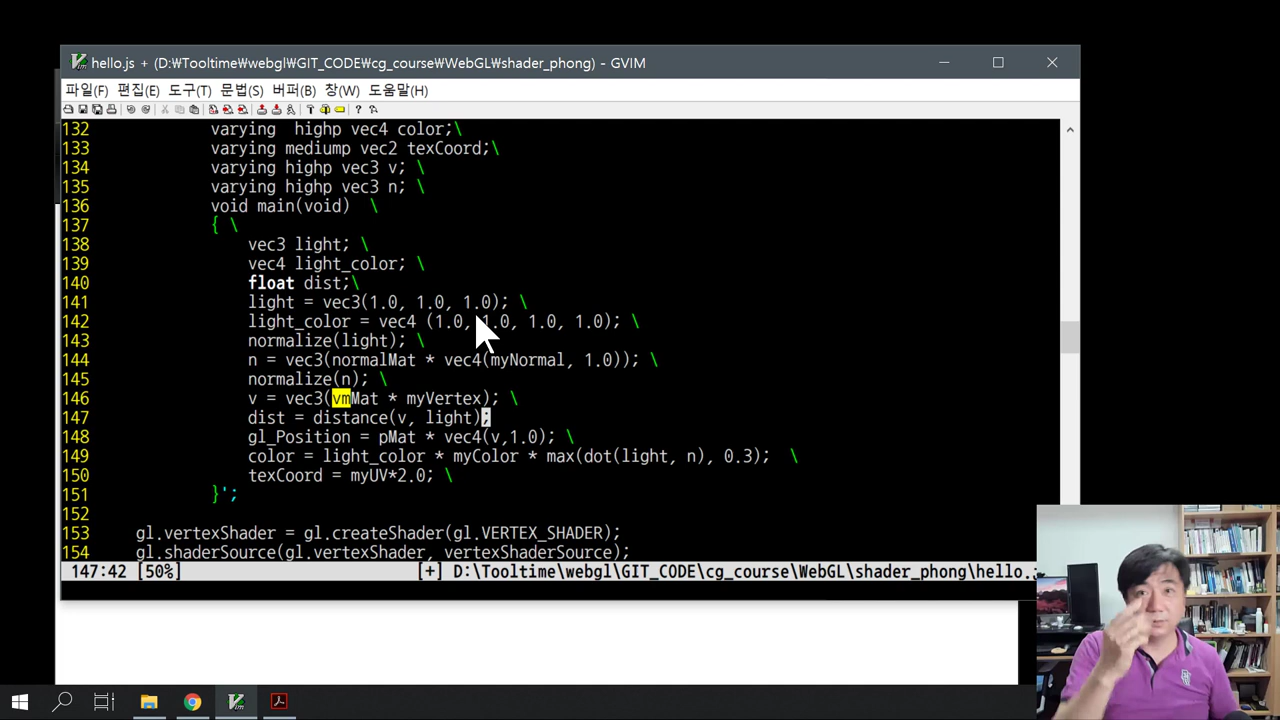 hello.js + (D:₩Tooltime₩webgl₩GIT_CODE₩cg_course₩WebGL₩shader_phong) - GVIM
파일(F) 편집(E) 도구(T) 문법(S) 버퍼(B) 창(W) 도움말(H)
132 varying  highp vec4 color;\
133 varying mediump vec2 texCoord;\
134 varying highp vec3 v; \
135 varying highp vec3 n; \
136 void main(void)  \
137 { \
138 vec3 light; \
139 vec4 light_color; \
140 float dist;\
141 light = vec3(1.0, 1.0, 1.0); \
142 light_color = vec4 (1.0, 1.0, 1.0, 1.0); \
143 normalize(light); \
144 n = vec3(normalMat * vec4(myNormal, 1.0)); \
145 normalize(n); \
146 v = vec3(vmMat * myVertex); \
147 dist = distance(v, light);
148 gl_Position = pMat * vec4(v,1.0); \
149 color = light_color * myColor * max(dot(light, n), 0.3);  \
150 texCoord = myUV*2.0; \
151 }';
152
153 gl.vertexShader = gl.createShader(gl.VERTEX_SHADER);
154 gl.shaderSource(gl.vertexShader, vertexShaderSource);
147:42 [50%] [+] D:\Tooltime\webgl\GIT_CODE\cg_course\WebGL\shader_phong\hello.j